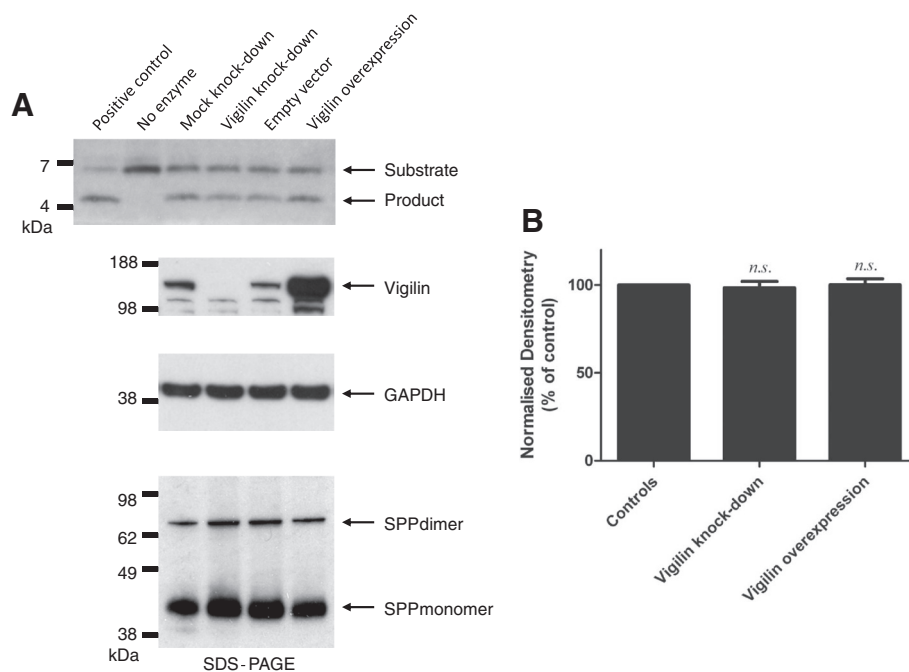 A
Positive control
No enzyme
Mock knock-down
Vigilin knock-down
Empty vector
Vigilin overexpression
7
4
kDa
Substrate
Product
188
98
Vigilin
38
GAPDH
98
62
49
38
kDa
SPPdimer
SPPmonomer
SDS-PAGE
B
Normalised Densitometry
(% of control)
100
50
0
n.s.
n.s.
Controls
Vigilin knock-down
Vigilin overexpression